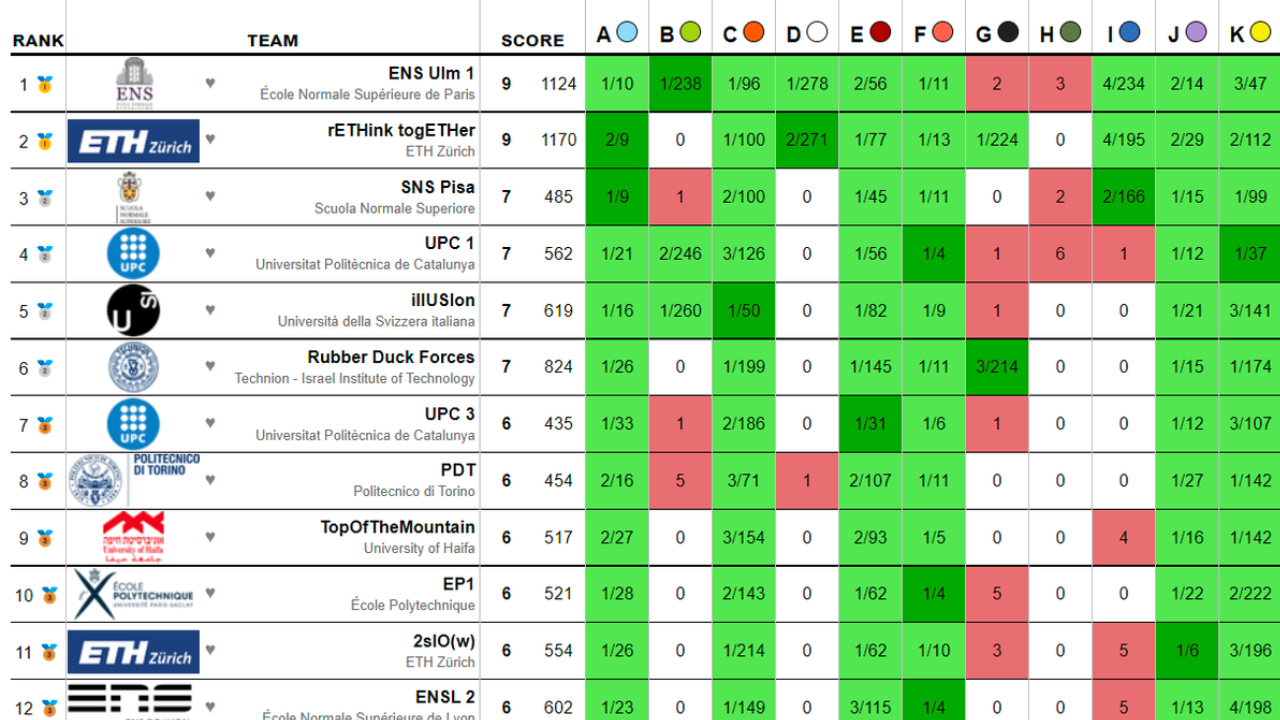 RANK TEAM SCORE A B C D E F G H I J K
1 ENS ENS Ulm 1 9 1124 1/10 1/238 1/96 1/278 2/56 1/11 2 3 4/234 2/14 3/47
École Normale Supérieure de Paris
2 ETH Zürich rETHink togETHer 9 1170 2/9 0 1/100 2/271 1/77 1/13 1/224 0 4/195 2/29 2/112
ETH Zürich
3 SCUOLA NORMALE SUPERIORE SNS Pisa 7 485 1/9 1 2/100 0 1/45 1/11 0 2 2/166 1/15 1/99
Scuola Normale Superiore
4 UPC UPC 1 7 562 1/21 2/246 3/126 0 1/56 1/4 1 6 1 1/12 1/37
Universitat Politècnica de Catalunya
5 USI illUSIon 7 619 1/16 1/260 1/50 0 1/82 1/9 1 0 0 1/21 3/141
Università della Svizzera italiana
6 Rubber Duck Forces 7 824 1/26 0 1/199 0 1/145 1/11 3/214 0 0 1/15 1/174
Technion - Israel Institute of Technology
7 UPC UPC 3 6 435 1/33 1 2/186 0 1/31 1/6 1 0 0 1/12 3/107
Universitat Politècnica de Catalunya
POLITECNICO
DI TORINO
8 PDT 6 454 2/16 5 3/71 1 2/107 1/11 0 0 0 1/27 1/142
Politecnico di Torino
9 אוניברסיטת חיפה University of Haifa جامعة حيفا TopOfTheMountain 6 517 2/27 0 3/154 0 2/93 1/5 0 0 4 1/16 1/142
University of Haifa
10 ÉCOLE POLYTECHNIQUE UNIVERSITÉ PARIS-SACLAY EP1 6 521 1/28 0 2/143 0 1/62 1/4 5 0 0 1/22 2/222
École Polytechnique
11 ETH Zürich 2slO(w) 6 554 1/26 0 1/214 0 1/62 1/10 3 0 5 1/6 3/196
ETH Zürich
12 ENS ENSL 2 6 602 1/23 0 1/149 0 3/115 1/4 0 0 5 1/13 4/198
École Normale Supérieure de Lyon